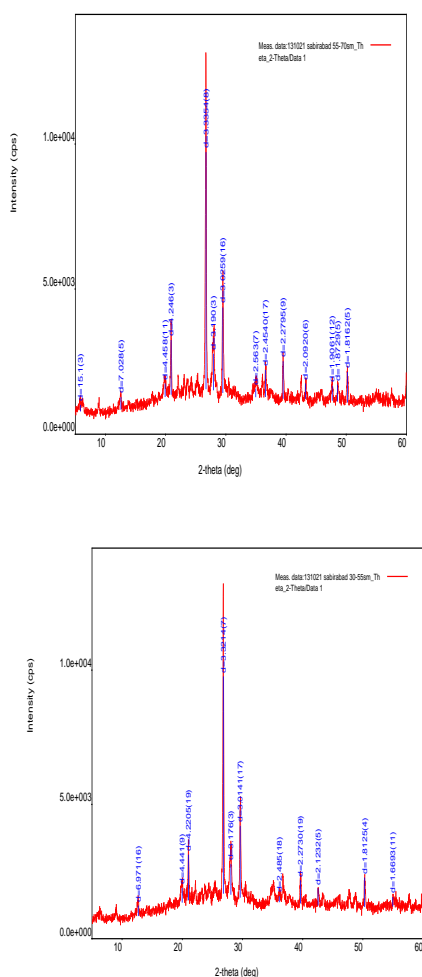 Meas. data:131021 sabirabad 55-70sm_Th
eta_2-Theta/Data 1
Intensity (cps)
1.0e+004
5.0e+003
0.0e+000
d=15.1(3)
d=7.028(5)
d=4.458(11)
d=4.246(3)
d=3.3354(8)
d=3.190(3)
d=3.0259(16)
d=2.563(7)
d=2.4540(17)
d=2.2795(9)
d=2.0920(6)
d=1.9061(12)
d=1.8729(5)
d=1.8162(5)
10 20 30 40 50 60
2-theta (deg)
Meas. data:131021 sabirabad 30-55sm_Th
eta_2-Theta/Data 1
Intensity (cps)
1.0e+004
5.0e+003
0.0e+000
d=6.971(16)
d=4.441(9)
d=4.2205(19)
d=3.3214(7)
d=3.176(3)
d=3.0141(17)
d=2.485(18)
d=2.2730(19)
d=2.1232(5)
d=1.8125(4)
d=1.6693(11)
10 20 30 40 50 60
2-theta (deg)